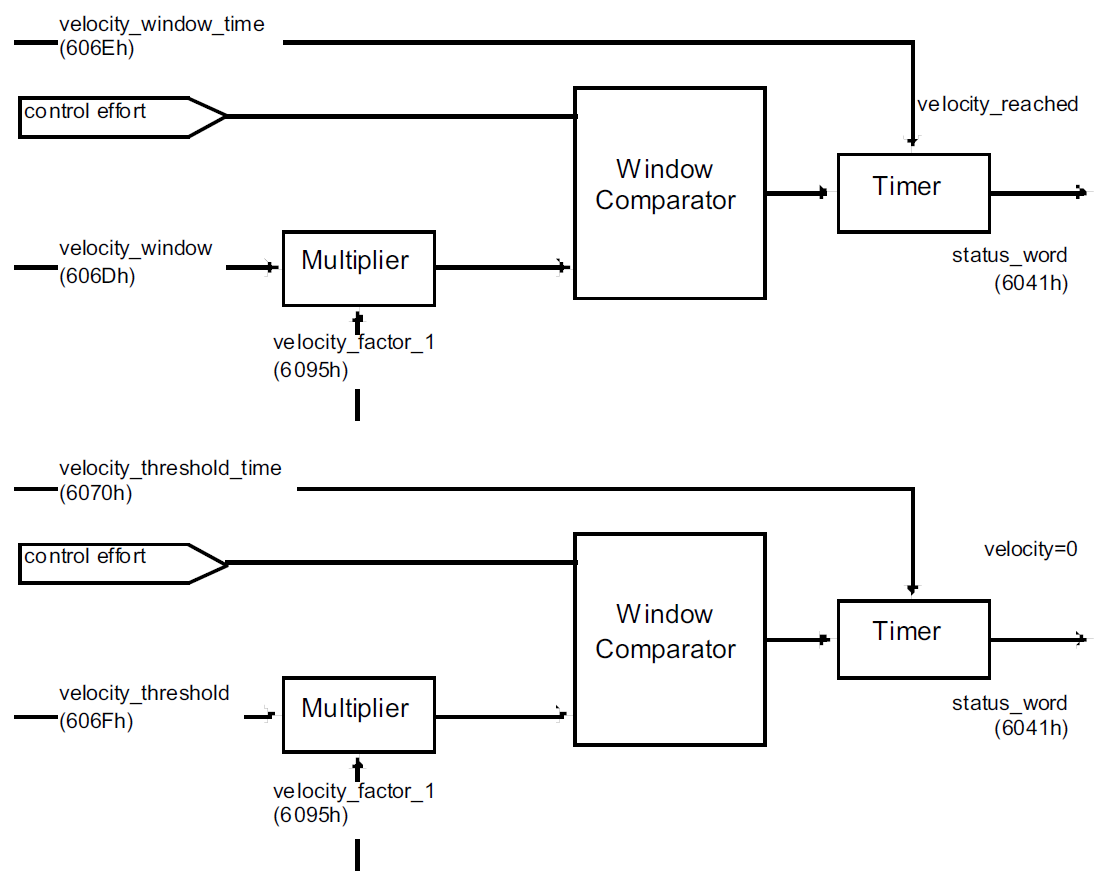 velocity_window_time
(606Eh)
control effort
velocity_reached
Window
Comparator
Timer
velocity_window
(606Dh)
Multiplier
status_word
(6041h)
velocity_factor_1
(6095h)
velocity_threshold_time
(6070h)
control effort
velocity=0
Window
Comparator
Timer
velocity_threshold
(606Fh)
Multiplier
status_word
(6041h)
velocity_factor_1
(6095h)